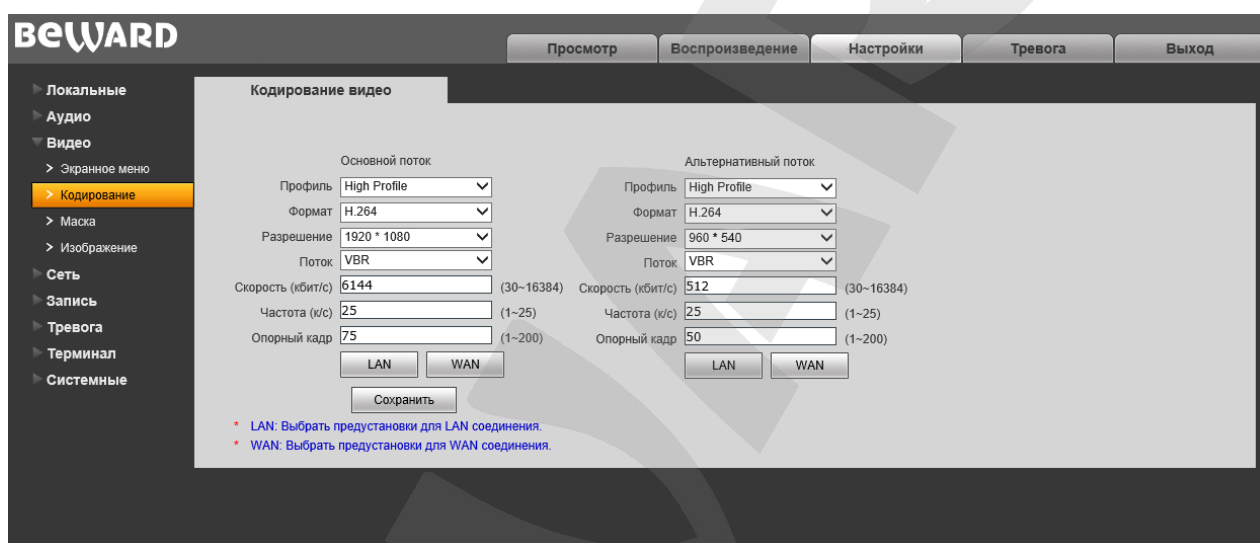 BEWARD
Просмотр Воспроизведение Настройки Тревога Выход
Локальные
Аудио
Видео
> Экранное меню
> Кодирование
> Маска
> Изображение
Сеть
Запись
Тревога
Терминал
Системные
Кодирование видео
Основной поток Альтернативный поток
Профиль High Profile Профиль High Profile
Формат H.264 Формат H.264
Разрешение 1920 * 1080 Разрешение 960 * 540
Поток VBR Поток VBR
Скорость (кбит/с) 6144 (30~16384) Скорость (кбит/с) 512 (30~16384)
Частота (к/с) 25 (1~25) Частота (к/с) 25 (1~25)
Опорный кадр 75 (1~200) Опорный кадр 50 (1~200)
LAN WAN LAN WAN
Сохранить
* LAN: Выбрать предустановки для LAN соединения.
* WAN: Выбрать предустановки для WAN соединения.